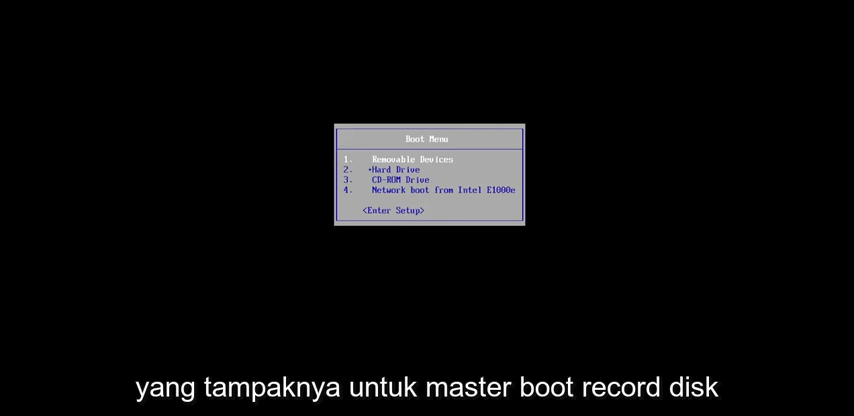 Boot Menu
1. Removable Devices
2. +Hard Drive
3. CD-ROM Drive
4. Network boot from Intel E1000e
<Enter Setup>
yang tampaknya untuk master boot record disk